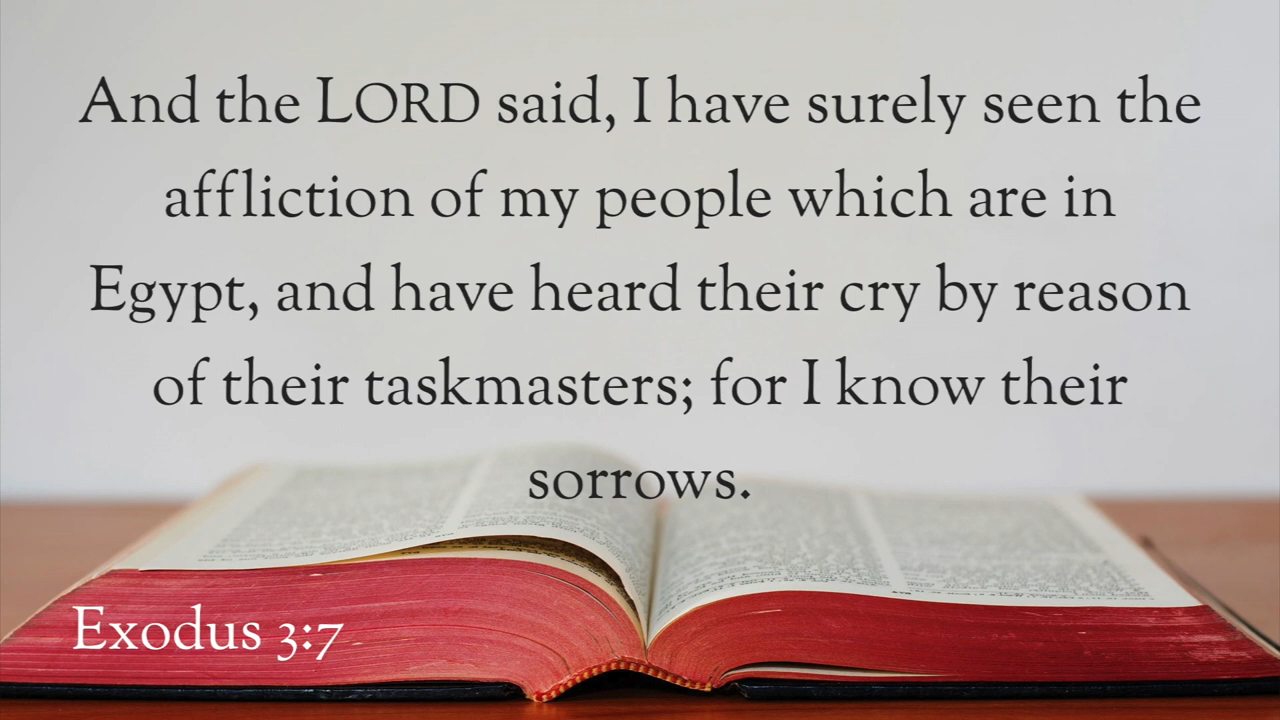 And the LORD said, I have surely seen the
affliction of my people which are in
Egypt, and have heard their cry by reason
of their taskmasters; for I know their
sorrows.
Exodus 3:7